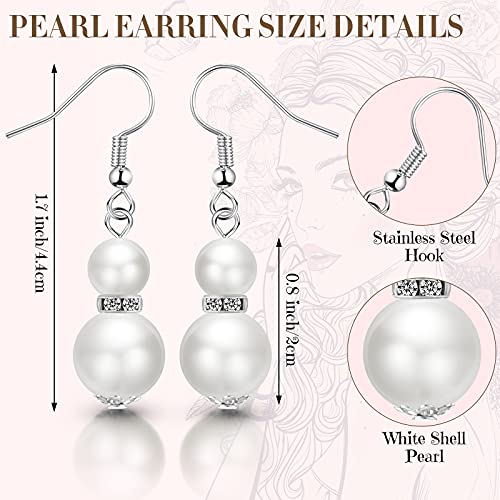 PEARL EARRING SIZE DETAILS
1.7 inch/4.4cm
0.8 inch/2cm
Stainless Steel
Hook
White Shell
Pearl